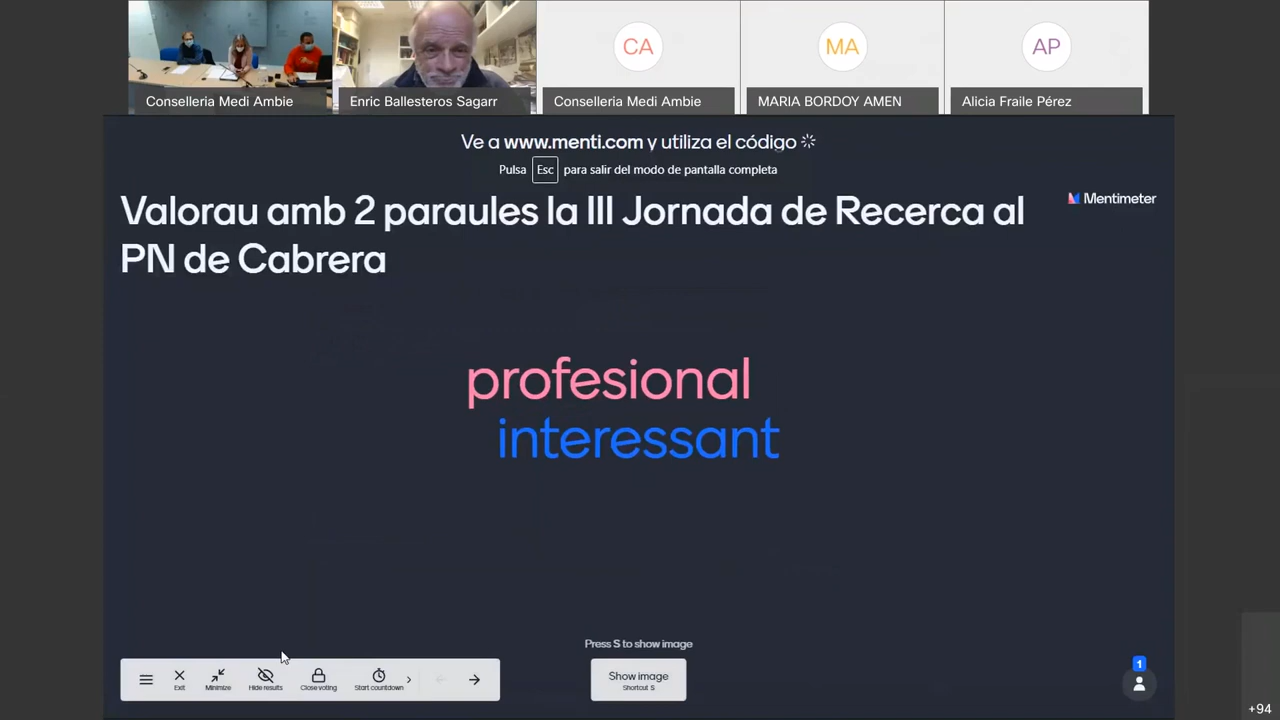 Conselleria Medi Ambie
Enric Ballesteros Sagarr
CA
Conselleria Medi Ambie
MA
MARIA BORDOY AMEN
AP
Alicia Fraile Pérez
Ve a www.menti.com y utiliza el código
Pulsa Esc para salir del modo de pantalla completa
Mentimeter
Valorau amb 2 paraules la III Jornada de Recerca al
PN de Cabrera
profesional
interessant
Press S to show image
Exit
Minimize
Hide results
Close voting
Start countdown
Show image
Shortcut S
1
+94